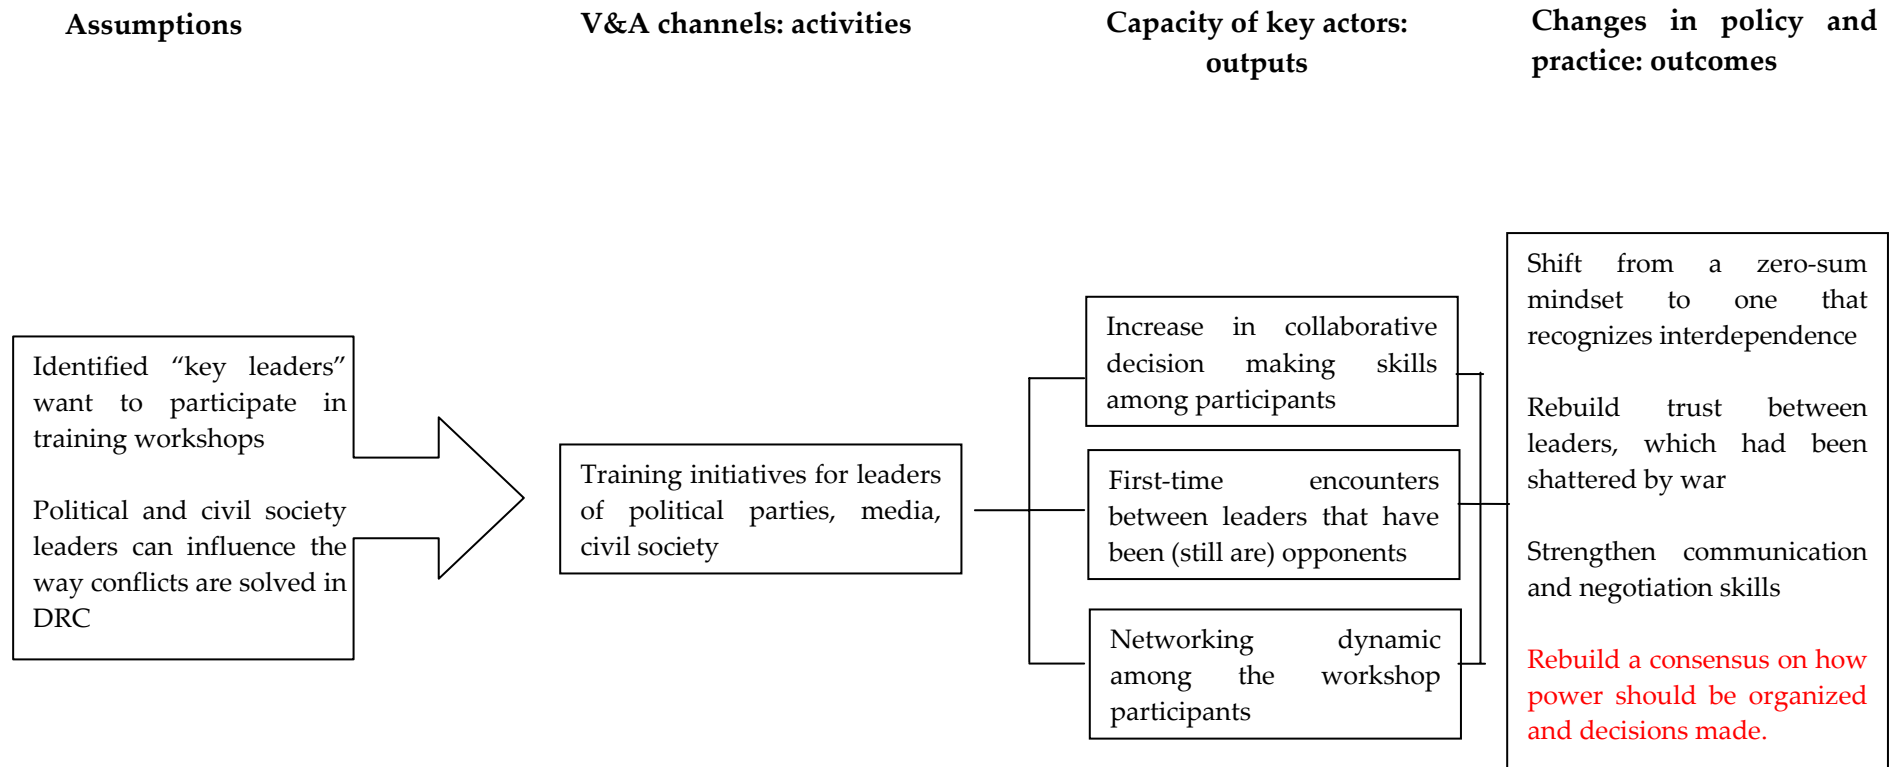 Assumptions
V&A channels: activities
Capacity of key actors:
outputs
Changes in policy and
practice: outcomes
Identified “key leaders”
want to participate in
training workshops
Political and civil society
leaders can influence the
way conflicts are solved in
DRC
Training initiatives for leaders
of political parties, media,
civil society
Increase in collaborative
decision making skills
among participants
First-time encounters
between leaders that have
been (still are) opponents
Networking dynamic
among the workshop
participants
Shift from a zero-sum
mindset to one that
recognizes interdependence
Rebuild trust between
leaders, which had been
shattered by war
Strengthen communication
and negotiation skills
Rebuild a consensus on how
power should be organized
and decisions made.